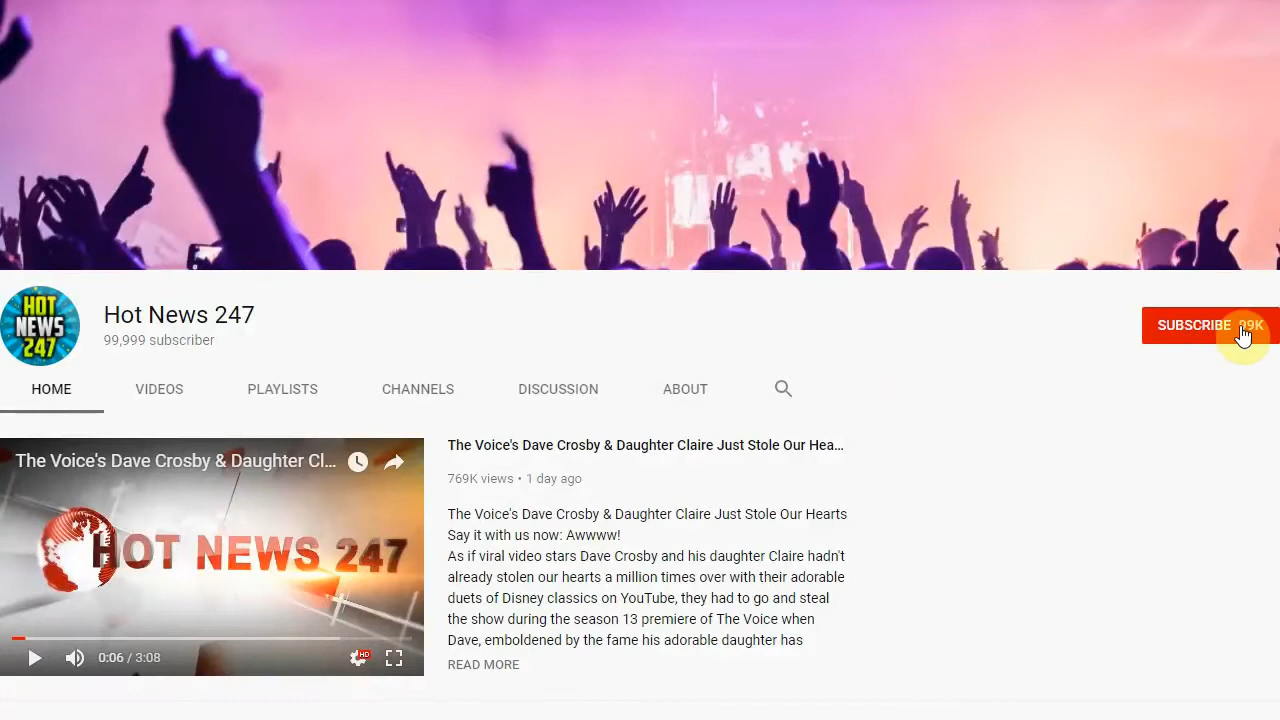 HOT
NEWS
247
Hot News 247
99,999 subscriber
SUBSCRIBE 99K
HOME
VIDEOS
PLAYLISTS
CHANNELS
DISCUSSION
ABOUT
The Voice's Dave Crosby & Daughter Cl...
HOT NEWS 247
0:06 / 3:08
HD
The Voice's Dave Crosby & Daughter Claire Just Stole Our Hea...
769K views • 1 day ago
The Voice's Dave Crosby & Daughter Claire Just Stole Our Hearts
Say it with us now: Awwww!
As if viral video stars Dave Crosby and his daughter Claire hadn't
already stolen our hearts a million times over with their adorable
duets of Disney classics on YouTube, they had to go and steal
the show during the season 13 premiere of The Voice when
Dave, emboldened by the fame his adorable daughter has
READ MORE